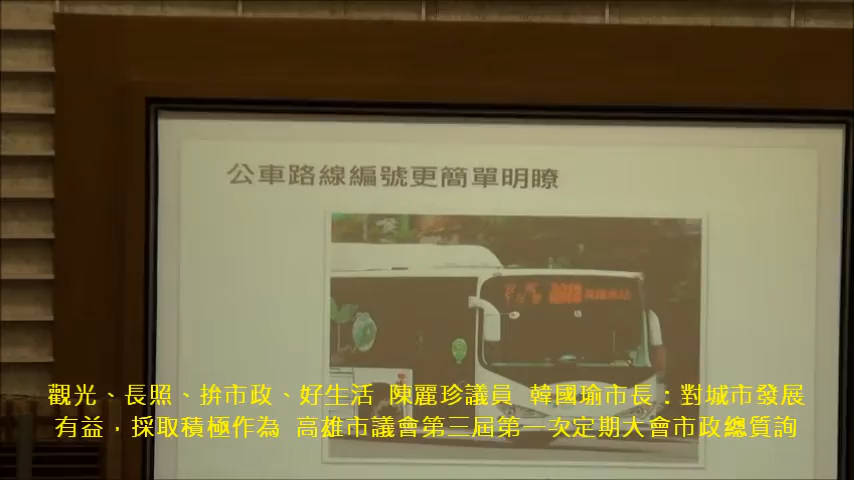 公車路線編號更簡單明瞭
觀光、長照、拚市政、好生活 陳麗珍議員 韓國瑜市長：對城市發展
有益，採取積極作為 高雄市議會第三屆第一次定期大會市政總質詢